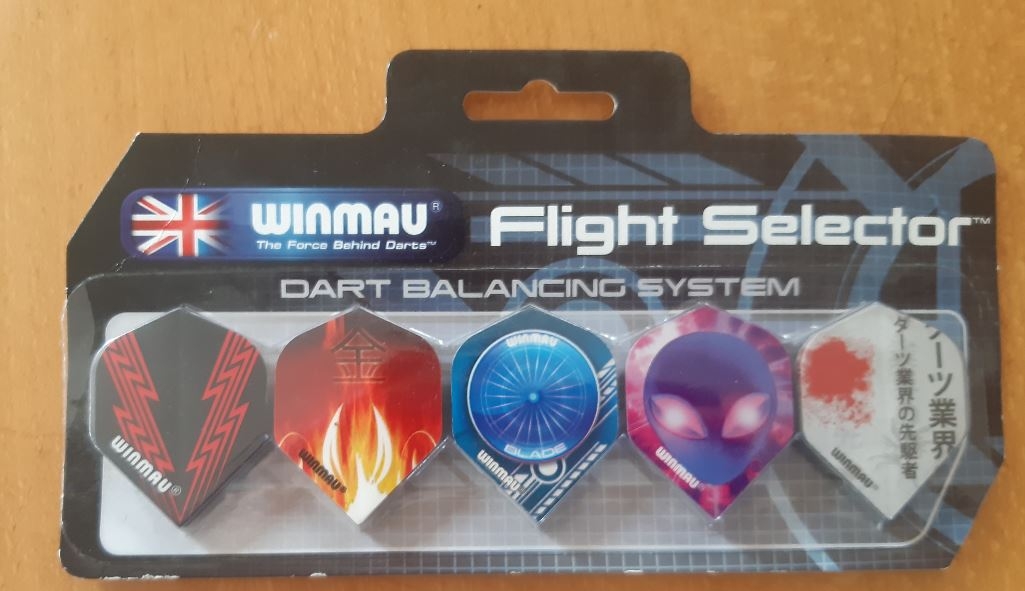 WINMAU®
The Force Behind Darts™
Flight Selector™
DART BALANCING SYSTEM
WINMAU®
金
WINMAU®
WINMAU
BLADE
WINMAU
WINMAU®
ダーツ業界
ダーツ業界の先駆者
WINMAU®